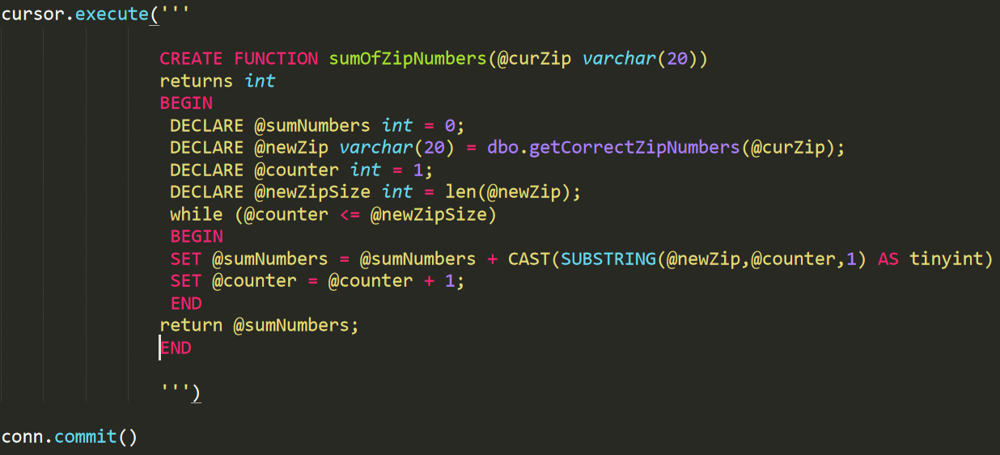 cursor.execute('''
CREATE FUNCTION sumOfZipNumbers(@curZip varchar(20))
returns int
BEGIN
DECLARE @sumNumbers int = 0;
DECLARE @newZip varchar(20) = dbo.getCorrectZipNumbers(@curZip);
DECLARE @counter int = 1;
DECLARE @newZipSize int = len(@newZip);
while (@counter <= @newZipSize)
BEGIN
SET @sumNumbers = @sumNumbers + CAST(SUBSTRING(@newZip,@counter,1) AS tinyint)
SET @counter = @counter + 1;
END
return @sumNumbers;
END
''')
conn.commit()